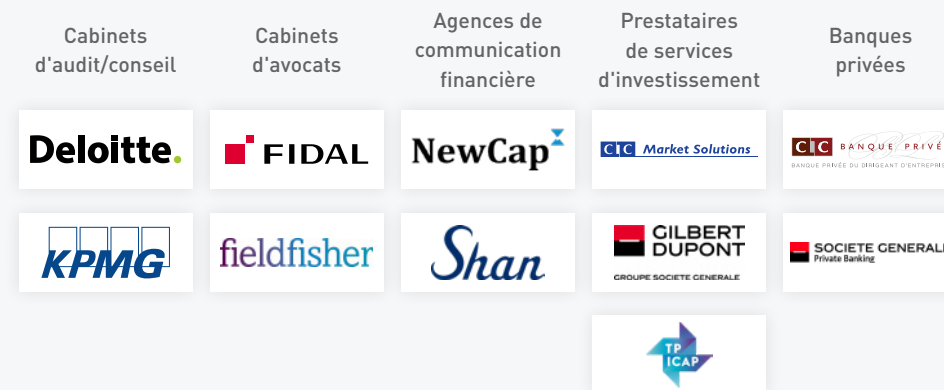 Cabinets
d'audit/conseil
Cabinets
d'avocats
Agences de
communication
financière
Prestataires
de services
d'investissement
Banques
privées
Deloitte.
FIDAL
NewCap
CIC Market Solutions
CIC BANQUE PRIVÉ
BANQUE PRIVÉE DU DIRIGEANT D'ENTREPRIS
KPMG
fieldfisher
Shan
GILBERT
DUPONT
GROUPE SOCIETE GENERALE
SOCIETE GENERALE
Private Banking
TP
ICAP